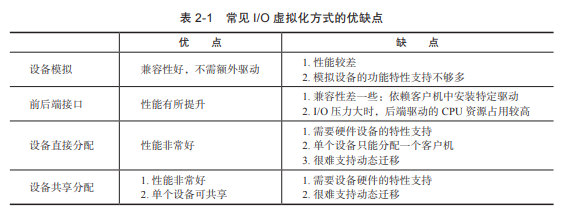 表 2-1 常见 I/O 虚拟化方式的优缺点
优 点 缺 点
设备模拟 兼容性好，不需额外驱动 1. 性能较差
2. 模拟设备的功能特性支持不够多
前后端接口 性能有所提升 1. 兼容性差一些；依赖客户机中安装特定驱动
2. I/O 压力大时，后端驱动的 CPU 资源占用较高
设备直接分配 性能非常好 1. 需要硬件设备的特性支持
2. 单个设备只能分配一个客户机
3. 很难支持动态迁移
设备共享分配 1. 性能非常好 1. 需要设备硬件的特性支持
2. 单个设备可共享 2. 很难支持动态迁移